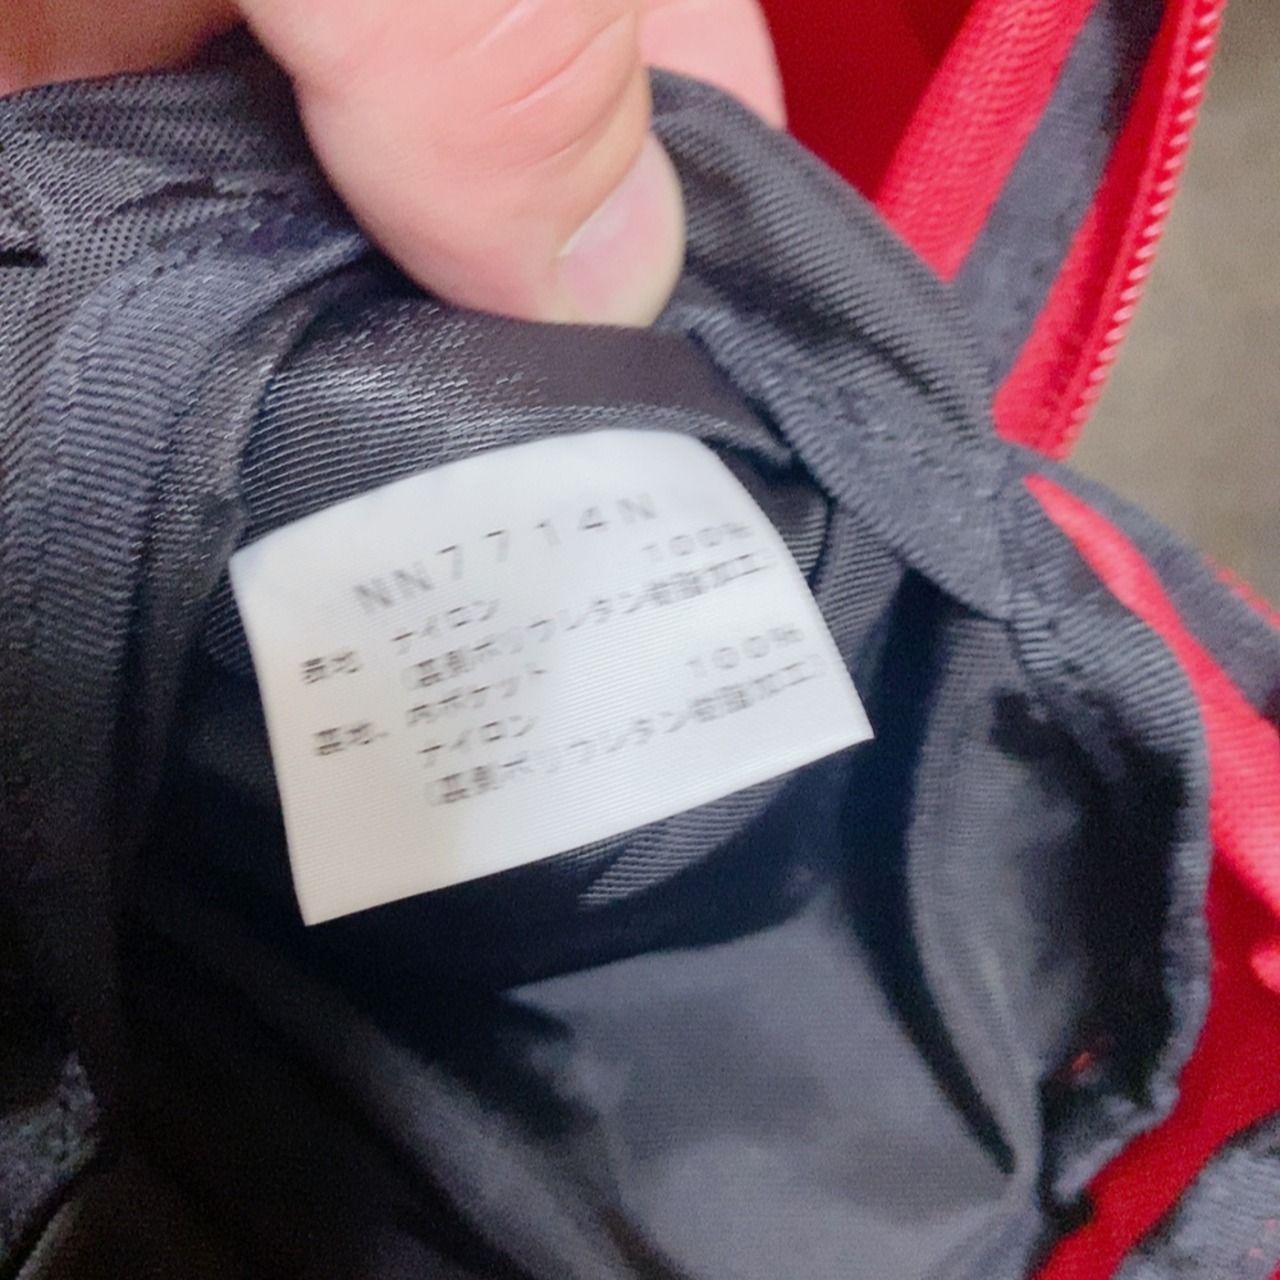 NN7714N
表地 ナイロン 100%
(裏側ポリウレタン樹脂加工)
裏地、内ポケット
ナイロン 100%
(裏側ポリウレタン樹脂加工)